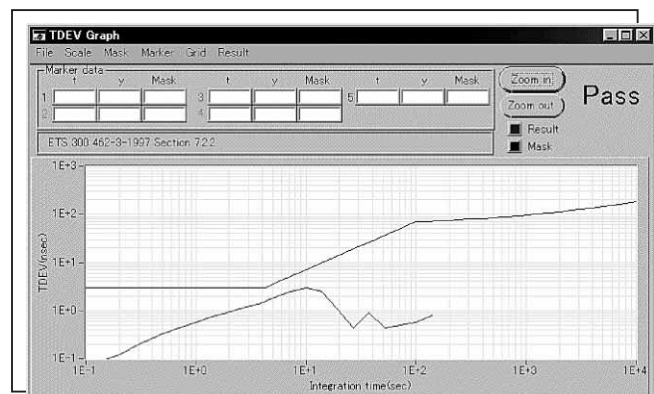 TDEV Graph
File Scale Mask Marker Grid Result
Marker data
t y Mask t y Mask t y Mask
1 3 5
2 4
Zoom in
Zoom out
Pass
Result
Mask
ETS 300 462-3-1997 Section 7.2.2
TDEV(nsec)
1E+3
1E+2
1E+1
1E+0
1E-1
1E-1 1E+0 1E+1 1E+2 1E+3 1E+4
Integration time(sec)